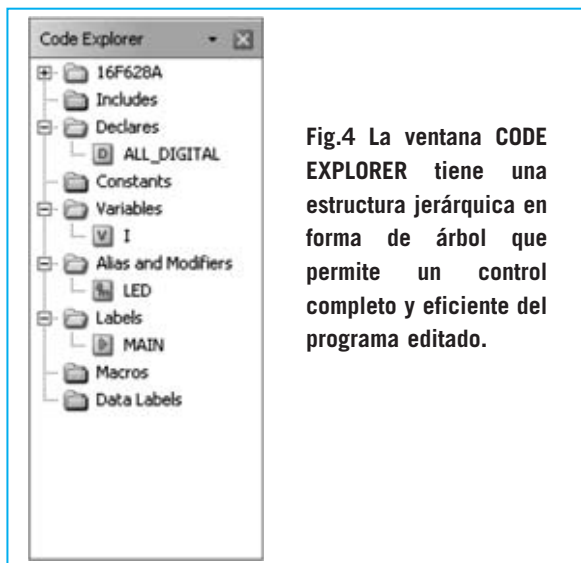 Code Explorer
16F628A
Includes
Declares
D ALL_DIGITAL
Constants
Variables
V I
Alias and Modifiers
LED
Labels
MAIN
Macros
Data Labels
Fig.4 La ventana CODE
EXPLORER tiene una
estructura jerárquica en
forma de árbol que
permite un control
completo y eficiente del
programa editado.